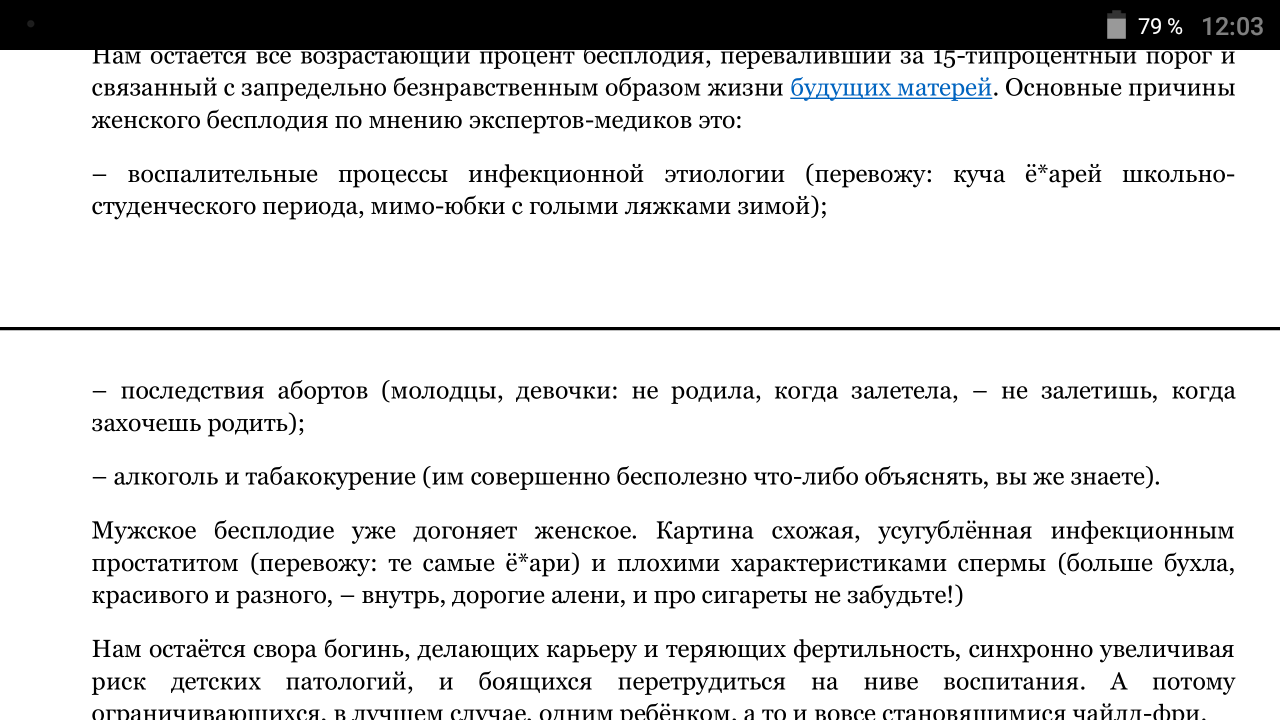 79 % 12:03
Нам остаётся всё возрастающий процент бесплодия, переваливший за 15-типроцентный порог и
связанный с запредельно безнравственным образом жизни будущих матерей. Основные причины
женского бесплодия по мнению экспертов-медиков это:
– воспалительные процессы инфекционной этиологии (перевожу: куча ё*арей школьно-
студенческого периода, мимо-юбки с голыми ляжками зимой);
– последствия абортов (молодцы, девочки: не родила, когда залетела, – не залетишь, когда
захочешь родить);
– алкоголь и табакокурение (им совершенно бесполезно что-либо объяснять, вы же знаете).
Мужское бесплодие уже догоняет женское. Картина схожая, усугублённая инфекционным
простатитом (перевожу: те самые ё*ари) и плохими характеристиками спермы (больше бухла,
красивого и разного, – внутрь, дорогие алени, и про сигареты не забудьте!)
Нам остаётся свора богинь, делающих карьеру и теряющих фертильность, синхронно увеличивая
риск детских патологий, и боящихся перетрудиться на ниве воспитания. А потому
ограничивающихся, в лучшем случае, одним ребёнком, а то и вовсе становящимися чайлд-фри.